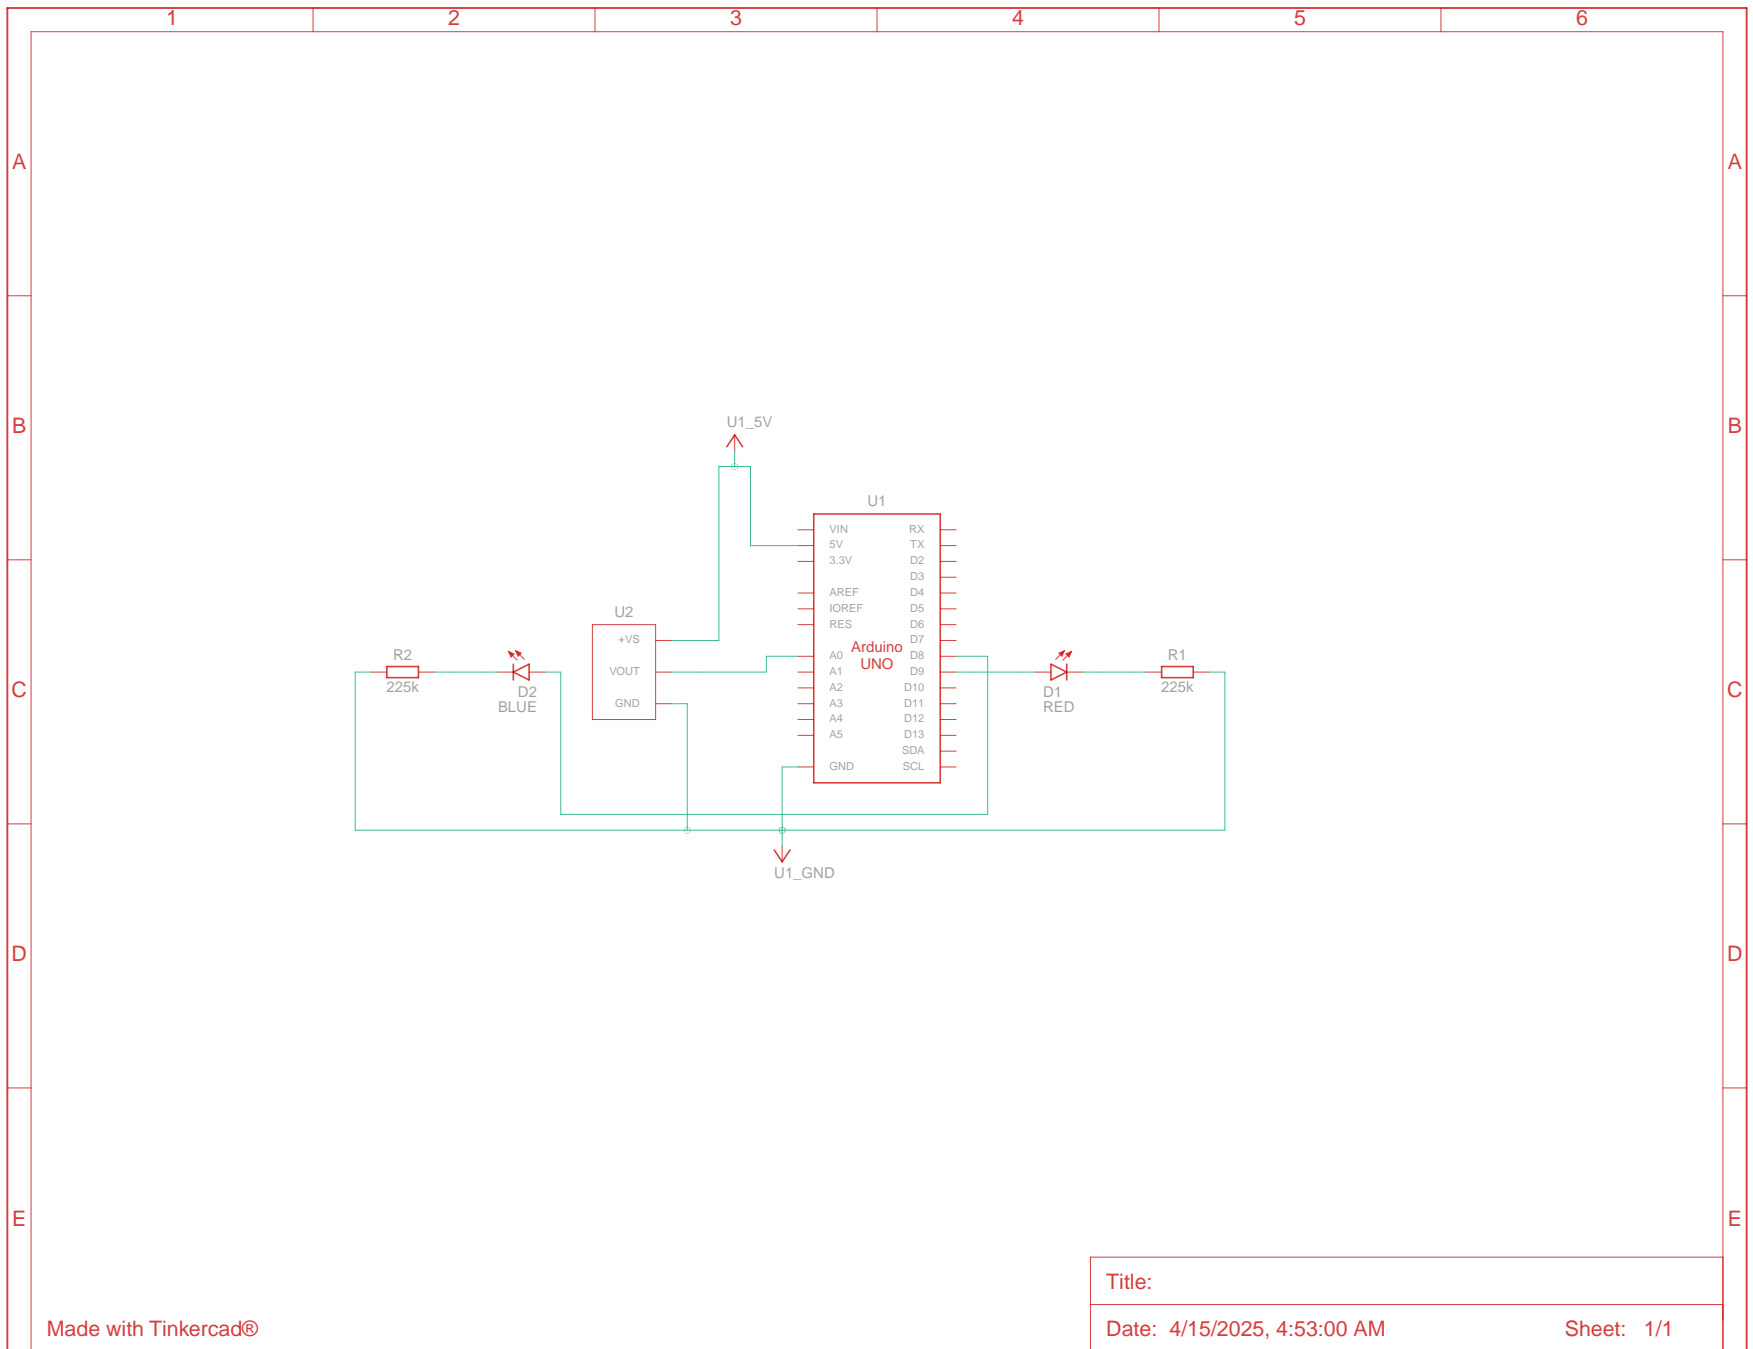 1 2 3 4 5 6
A A
B B
U1_5V
U1
VIN RX
5V TX
3.3V D2
D3
AREF D4
IOREF D5
U2
RES D6
+VS D7
R2 A0 Arduino D8 R1
VOUT A1 UNO D9
225k A2 D10 225k
C D2 D1 C
BLUE GND A3 D11 RED
A4 D12
A5 D13
SDA
GND SCL
U1_GND
D D
E E
Title:
Made with Tinkercad® Date: 4/15/2025, 4:53:00 AM Sheet: 1/1